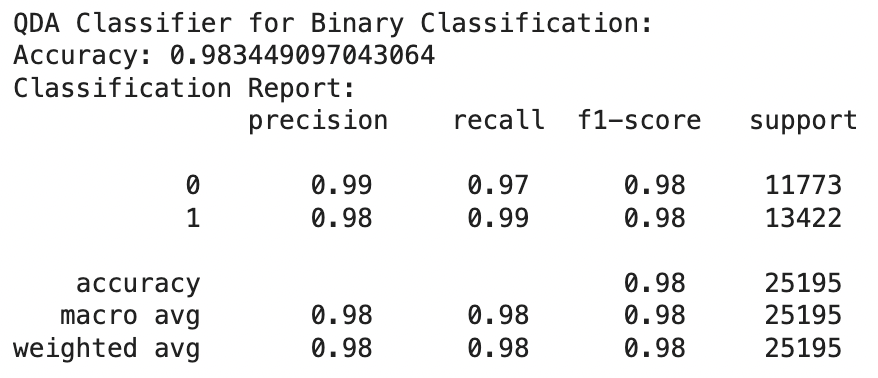 QDA Classifier for Binary Classification:
Accuracy: 0.983449097043064
Classification Report:
precision recall f1-score support
0 0.99 0.97 0.98 11773
1 0.98 0.99 0.98 13422
accuracy 0.98 25195
macro avg 0.98 0.98 0.98 25195
weighted avg 0.98 0.98 0.98 25195